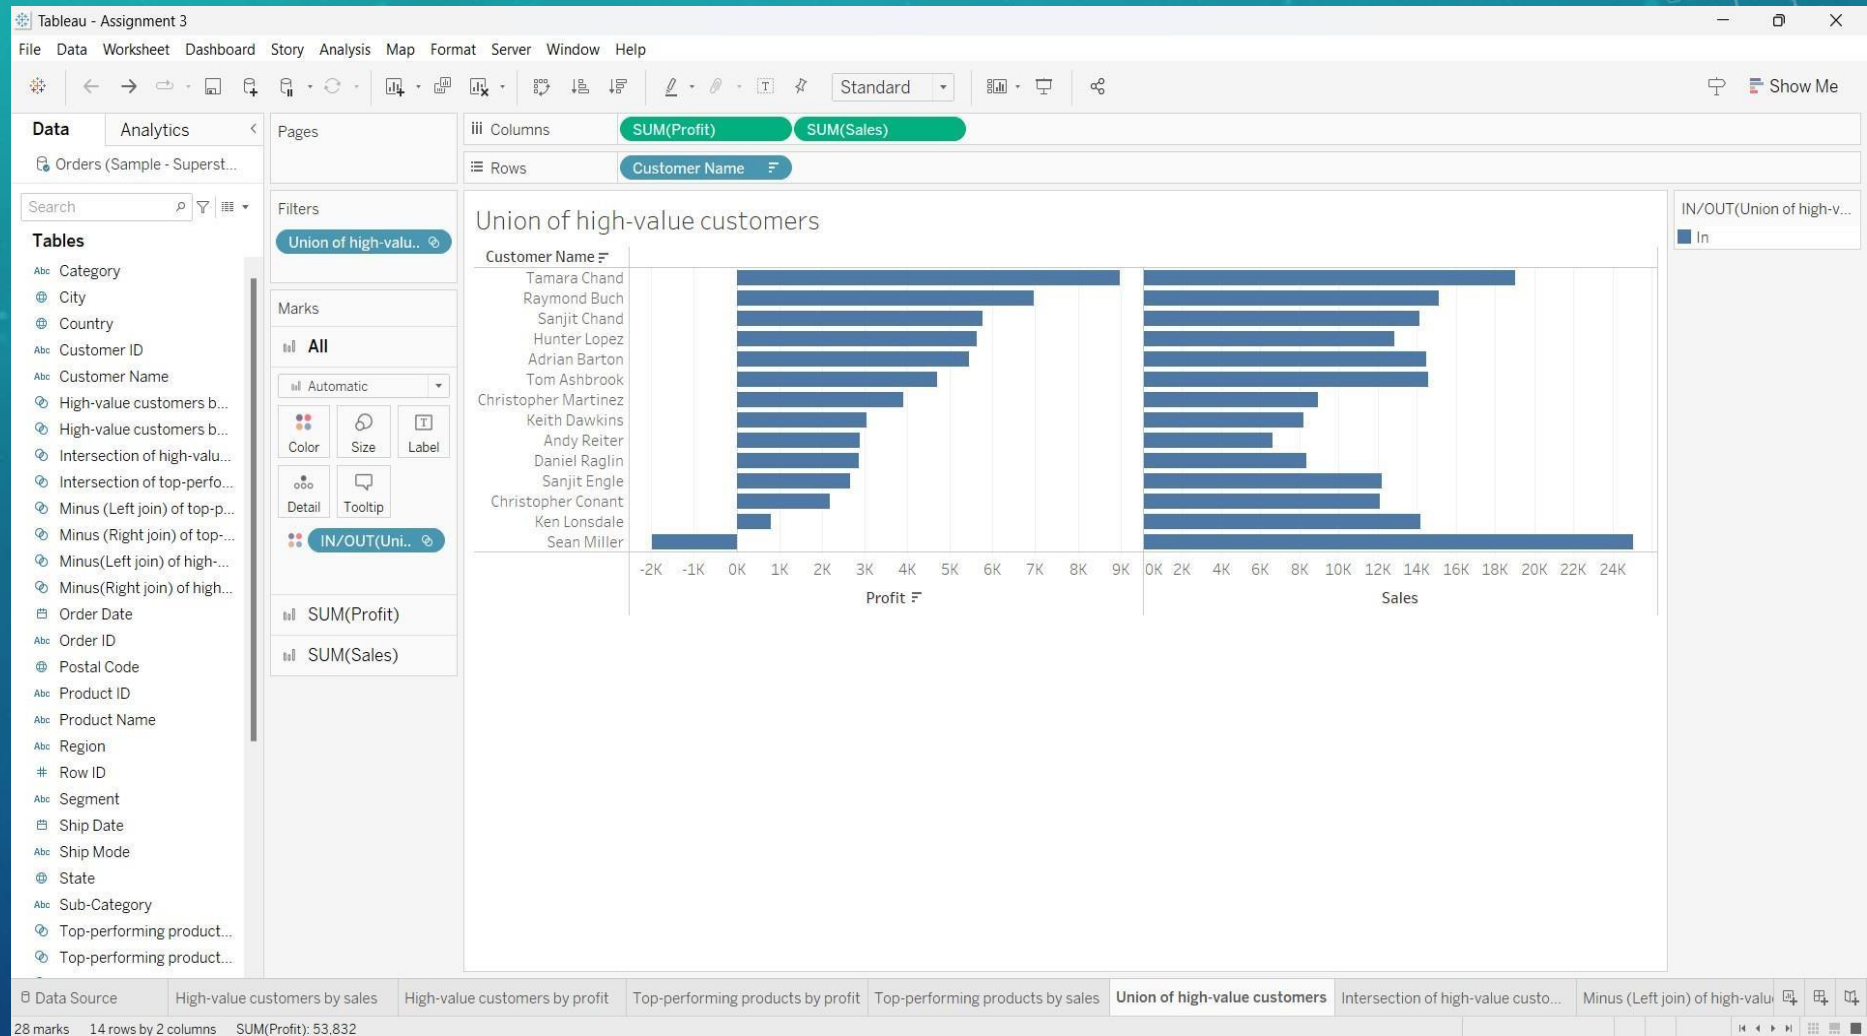 Tableau - Assignment 3
File Data Worksheet Dashboard Story Analysis Map Format Server Window Help
Standard
Show Me
Data Analytics
Orders (Sample - Superst...
Search
Tables
Category
City
Country
Customer ID
Customer Name
High-value customers b...
High-value customers b...
Intersection of high-valu...
Intersection of top-perfo...
Minus (Left join) of top-p...
Minus (Right join) of top-...
Minus(Left join) of high-...
Minus(Right join) of high...
Order Date
Order ID
Postal Code
Product ID
Product Name
Region
Row ID
Segment
Ship Date
Ship Mode
State
Sub-Category
Top-performing product...
Top-performing product...
Pages
Filters
Union of high-valu..
Marks
All
Automatic
Color Size Label
Detail Tooltip
IN/OUT(Uni..
SUM(Profit)
SUM(Sales)
Columns SUM(Profit) SUM(Sales)
Rows Customer Name
Union of high-value customers
Customer Name
Tamara Chand
Raymond Buch
Sanjit Chand
Hunter Lopez
Adrian Barton
Tom Ashbrook
Christopher Martinez
Keith Dawkins
Andy Reiter
Daniel Raglin
Sanjit Engle
Christopher Conant
Ken Lonsdale
Sean Miller
-2K -1K 0K 1K 2K 3K 4K 5K 6K 7K 8K 9K 0K 2K 4K 6K 8K 10K 12K 14K 16K 18K 20K 22K 24K
Profit Sales
IN/OUT(Union of high-v...
In
Data Source High-value customers by sales High-value customers by profit Top-performing products by profit Top-performing products by sales Union of high-value customers Intersection of high-value custo... Minus (Left join) of high-valu
28 marks 14 rows by 2 columns SUM(Profit): 53,832